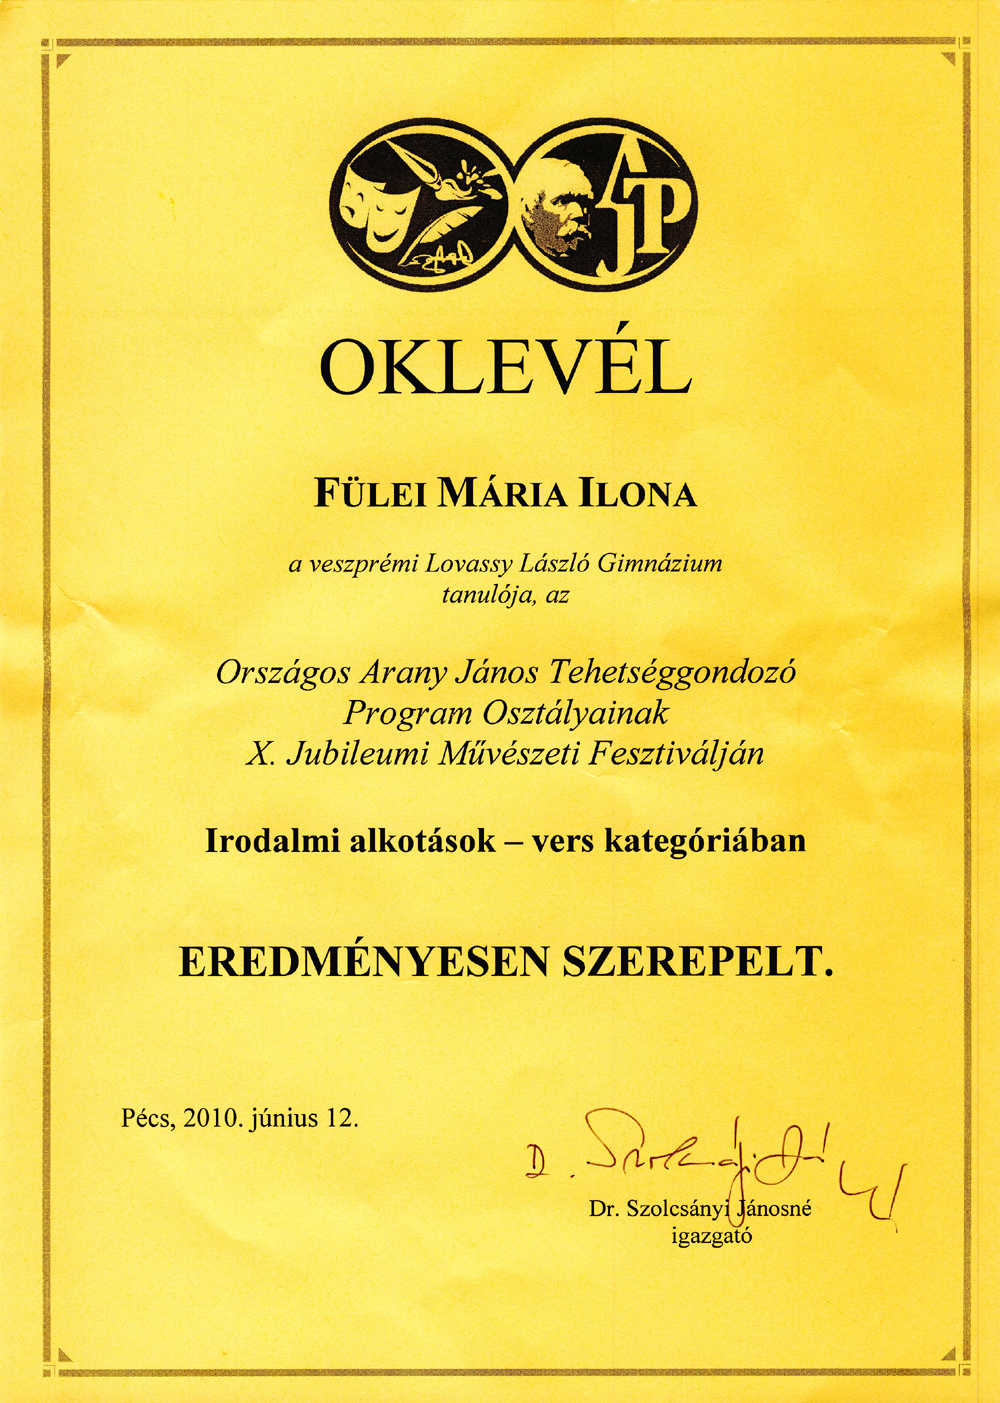 AJP
OKLEVÉL
FÜLEI MÁRIA ILONA
a veszprémi Lovassy László Gimnázium
tanulója, az
Országos Arany János Tehetséggondozó
Program Osztályainak
X. Jubileumi Művészeti Fesztiválján
Irodalmi alkotások – vers kategóriában
EREDMÉNYESEN SZEREPELT.
Pécs, 2010. június 12.
Dr. Szolcsányi Jánosné
igazgató